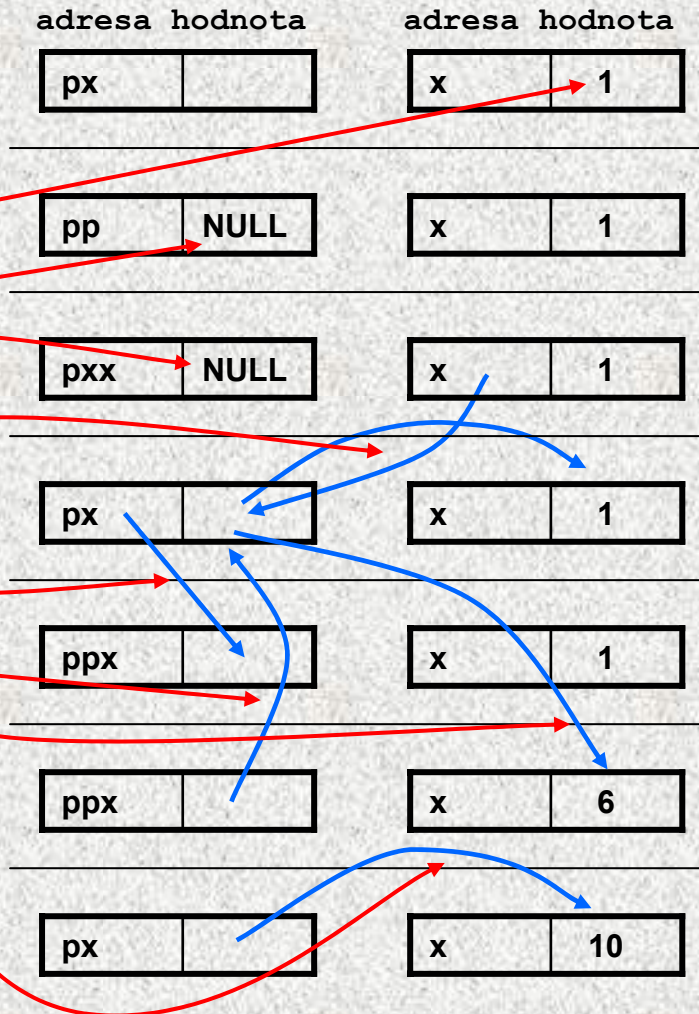 adresa hodnota adresa hodnota
px x 1
pp NULL x 1
pxx NULL x 1
px x 1
ppx x 1
ppx x 6
px x 10